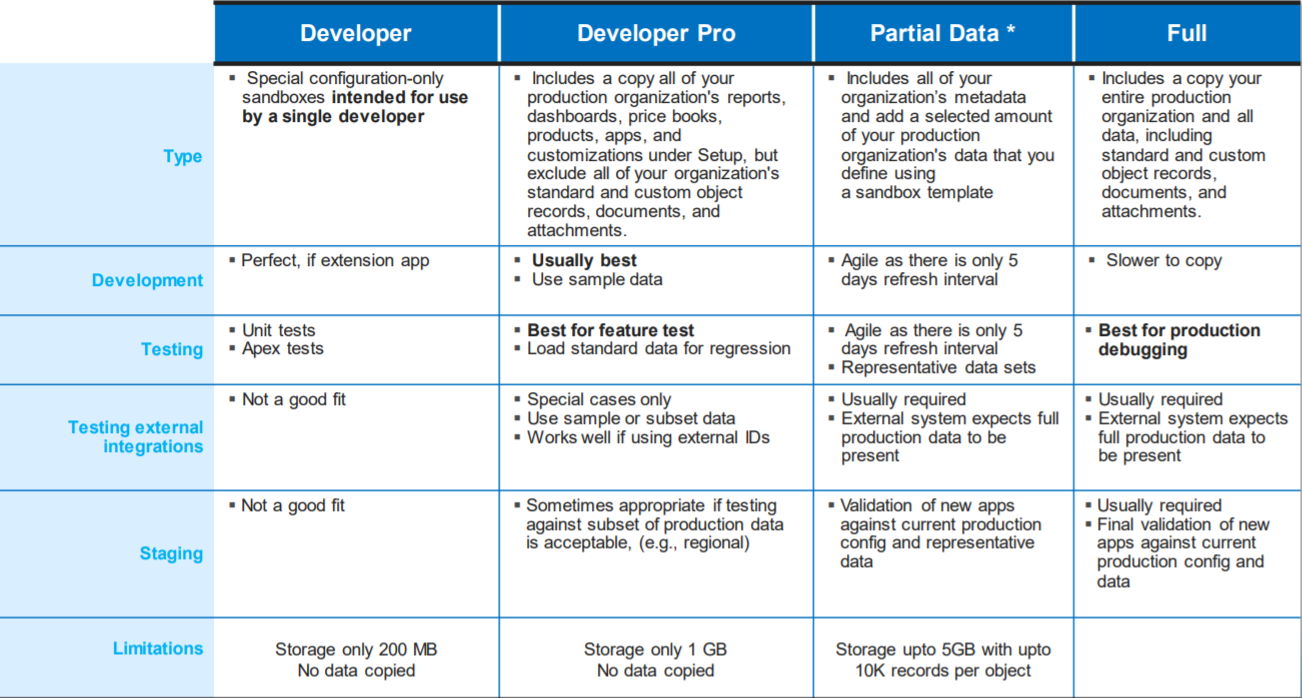 Developer
Developer Pro
Partial Data *
Full
Type
▪ Special configuration-only
sandboxes intended for use
by a single developer
▪ Includes a copy all of your
production organization's reports,
dashboards, price books,
products, apps, and
customizations under Setup, but
exclude all of your organization's
standard and custom object
records, documents, and
attachments.
▪ Includes all of your
organization’s metadata
and add a selected amount
of your production
organization's data that you
define using
a sandbox template
▪ Includes a copy your
entire production
organization and all
data, including
standard and custom
object records,
documents, and
attachments.
Development
▪ Perfect, if extension app
▪ Usually best
▪ Use sample data
▪ Agile as there is only 5
days refresh interval
▪ Slower to copy
Testing
▪ Unit tests
▪ Apex tests
▪ Best for feature test
▪ Load standard data for regression
▪ Agile as there is only 5
days refresh interval
▪ Representative data sets
▪ Best for production
debugging
Testing external
integrations
▪ Not a good fit
▪ Special cases only
▪ Use sample or subset data
▪ Works well if using external IDs
▪ Usually required
▪ External system expects full
production data to be
present
▪ Usually required
▪ External system expects
full production data to
be present
Staging
▪ Not a good fit
▪ Sometimes appropriate if testing
against subset of production data
is acceptable, (e.g., regional)
▪ Validation of new apps
against current production
config and representative
data
▪ Usually required
▪ Final validation of new
apps against current
production config and
data
Limitations
Storage only 200 MB
No data copied
Storage only 1 GB
No data copied
Storage upto 5GB with upto
10K records per object